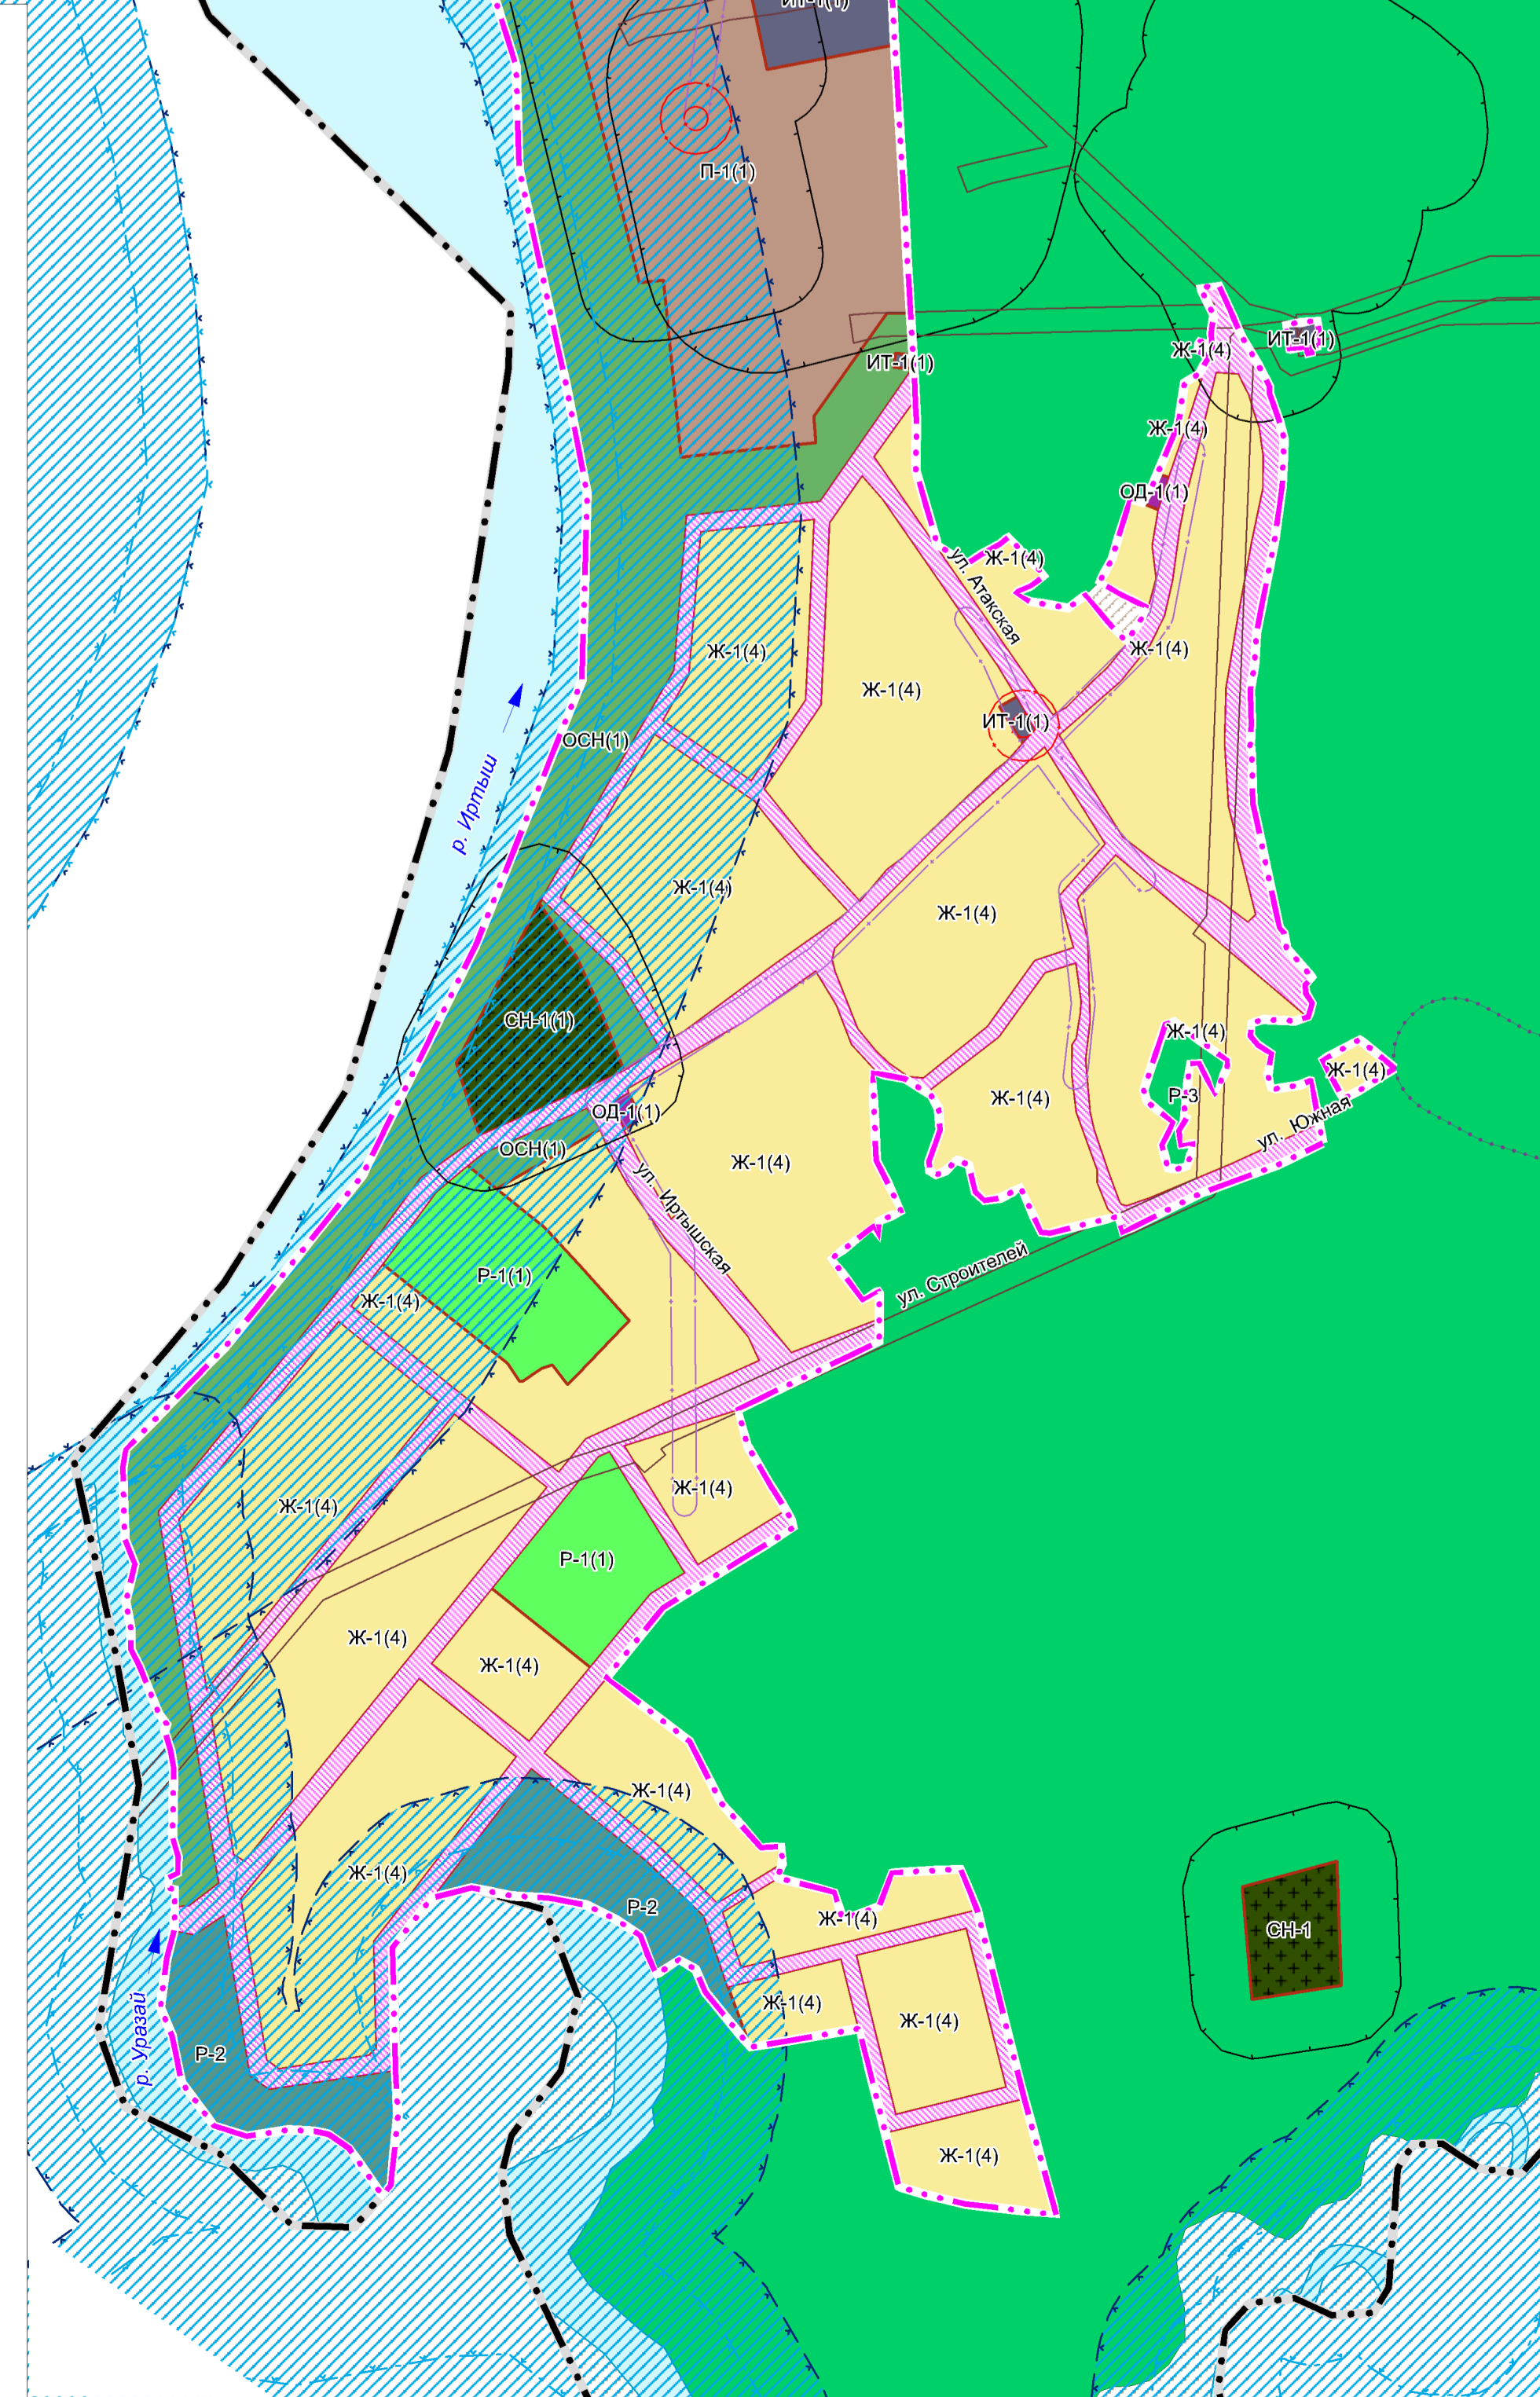 ИТ-1(1)
П-1(1)
Ж-1(4)
ИТ-1(1)
ИТ-1(1)
Ж-1(4)
ОД-1(1)
Ж-1(4)
ул. Атакская
Ж-1(4)
Ж-1(4)
Ж-1(4)
ИТ-1(1)
ОСН(1)
р. Иртыш
Ж-1(4)
Ж-1(4)
СН-1(1)
Ж-1(4)
Ж-1(4)
Р-3
Ж-1(4)
ОД-1(1)
ул. Южная
ОСН(1)
Ж-1(4)
ул. Иртышская
Р-1(1)
ул. Строителей
Ж-1(4)
Ж-1(4)
Ж-1(4)
Р-1(1)
Ж-1(4)
Ж-1(4)
Ж-1(4)
Ж-1(4)
Р-2
Ж-1(4)
СН-1
Ж-1(4)
Ж-1(4)
р. Уразай
Р-2
Ж-1(4)